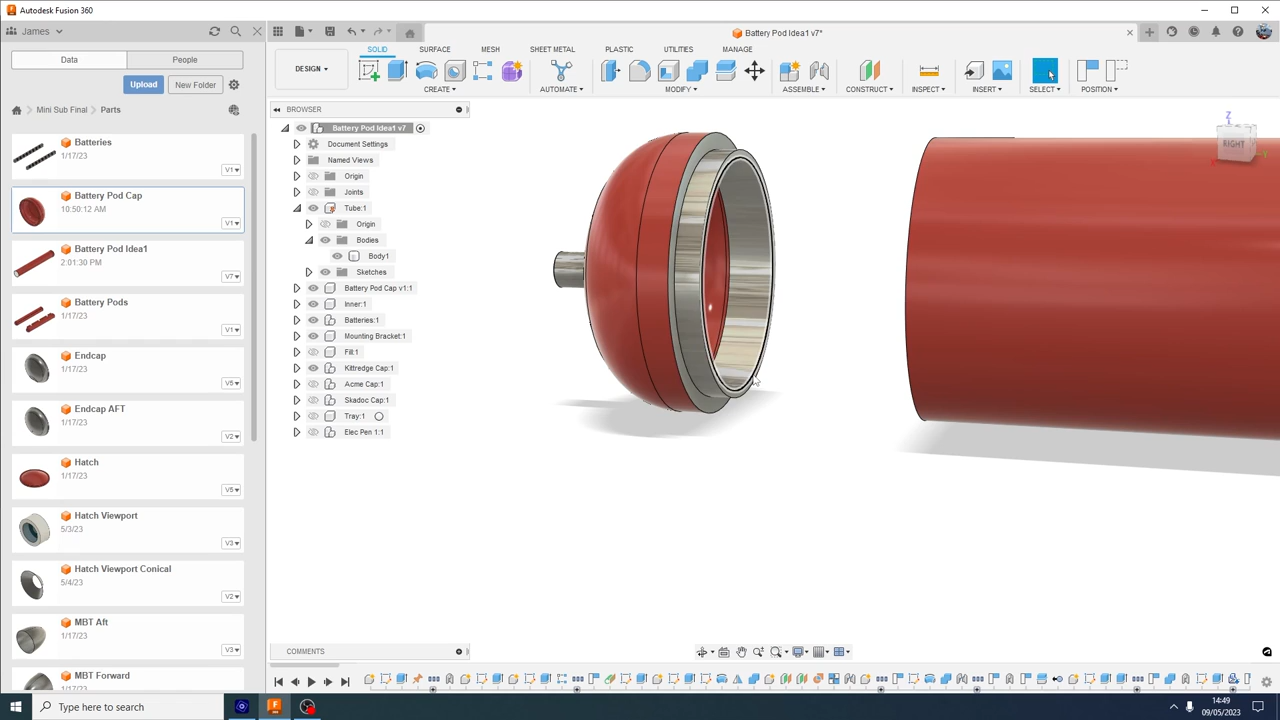 Autodesk Fusion 360
James
Battery Pod Idea1 v7*
Data
People
Upload
New Folder
Mini Sub Final
Parts
DESIGN
SOLID
SURFACE
MESH
SHEET METAL
PLASTIC
UTILITIES
MANAGE
CREATE
AUTOMATE
MODIFY
ASSEMBLE
CONSTRUCT
INSPECT
INSERT
SELECT
POSITION
Batteries
1/17/23
V1
Battery Pod Cap
10:50:12 AM
V1
Battery Pod Idea1
2:01:30 PM
V7
Battery Pods
1/17/23
V1
Endcap
1/17/23
V5
Endcap AFT
1/17/23
V2
Hatch
1/17/23
V5
Hatch Viewport
5/3/23
V3
Hatch Viewport Conical
5/4/23
V2
MBT Aft
1/17/23
V3
MBT Forward
BROWSER
Battery Pod Idea1 v7
Document Settings
Named Views
Origin
Joints
Tube:1
Origin
Bodies
Body1
Sketches
Battery Pod Cap v1:1
Inner:1
Batteries:1
Mounting Bracket:1
Fill:1
Kittredge Cap:1
Acme Cap:1
Skadoc Cap:1
Tray:1
Elec Pen 1:1
Z
RIGHT
COMMENTS
Type here to search
14:49
09/05/2023